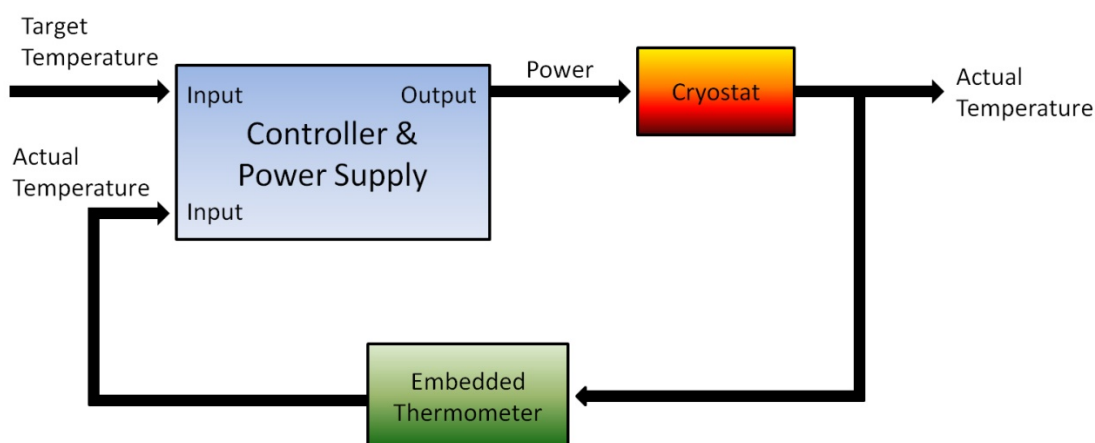 Target
Temperature
Input
Output
Controller &
Power Supply
Input
Actual
Temperature
Power
Cryostat
Actual
Temperature
Embedded
Thermometer